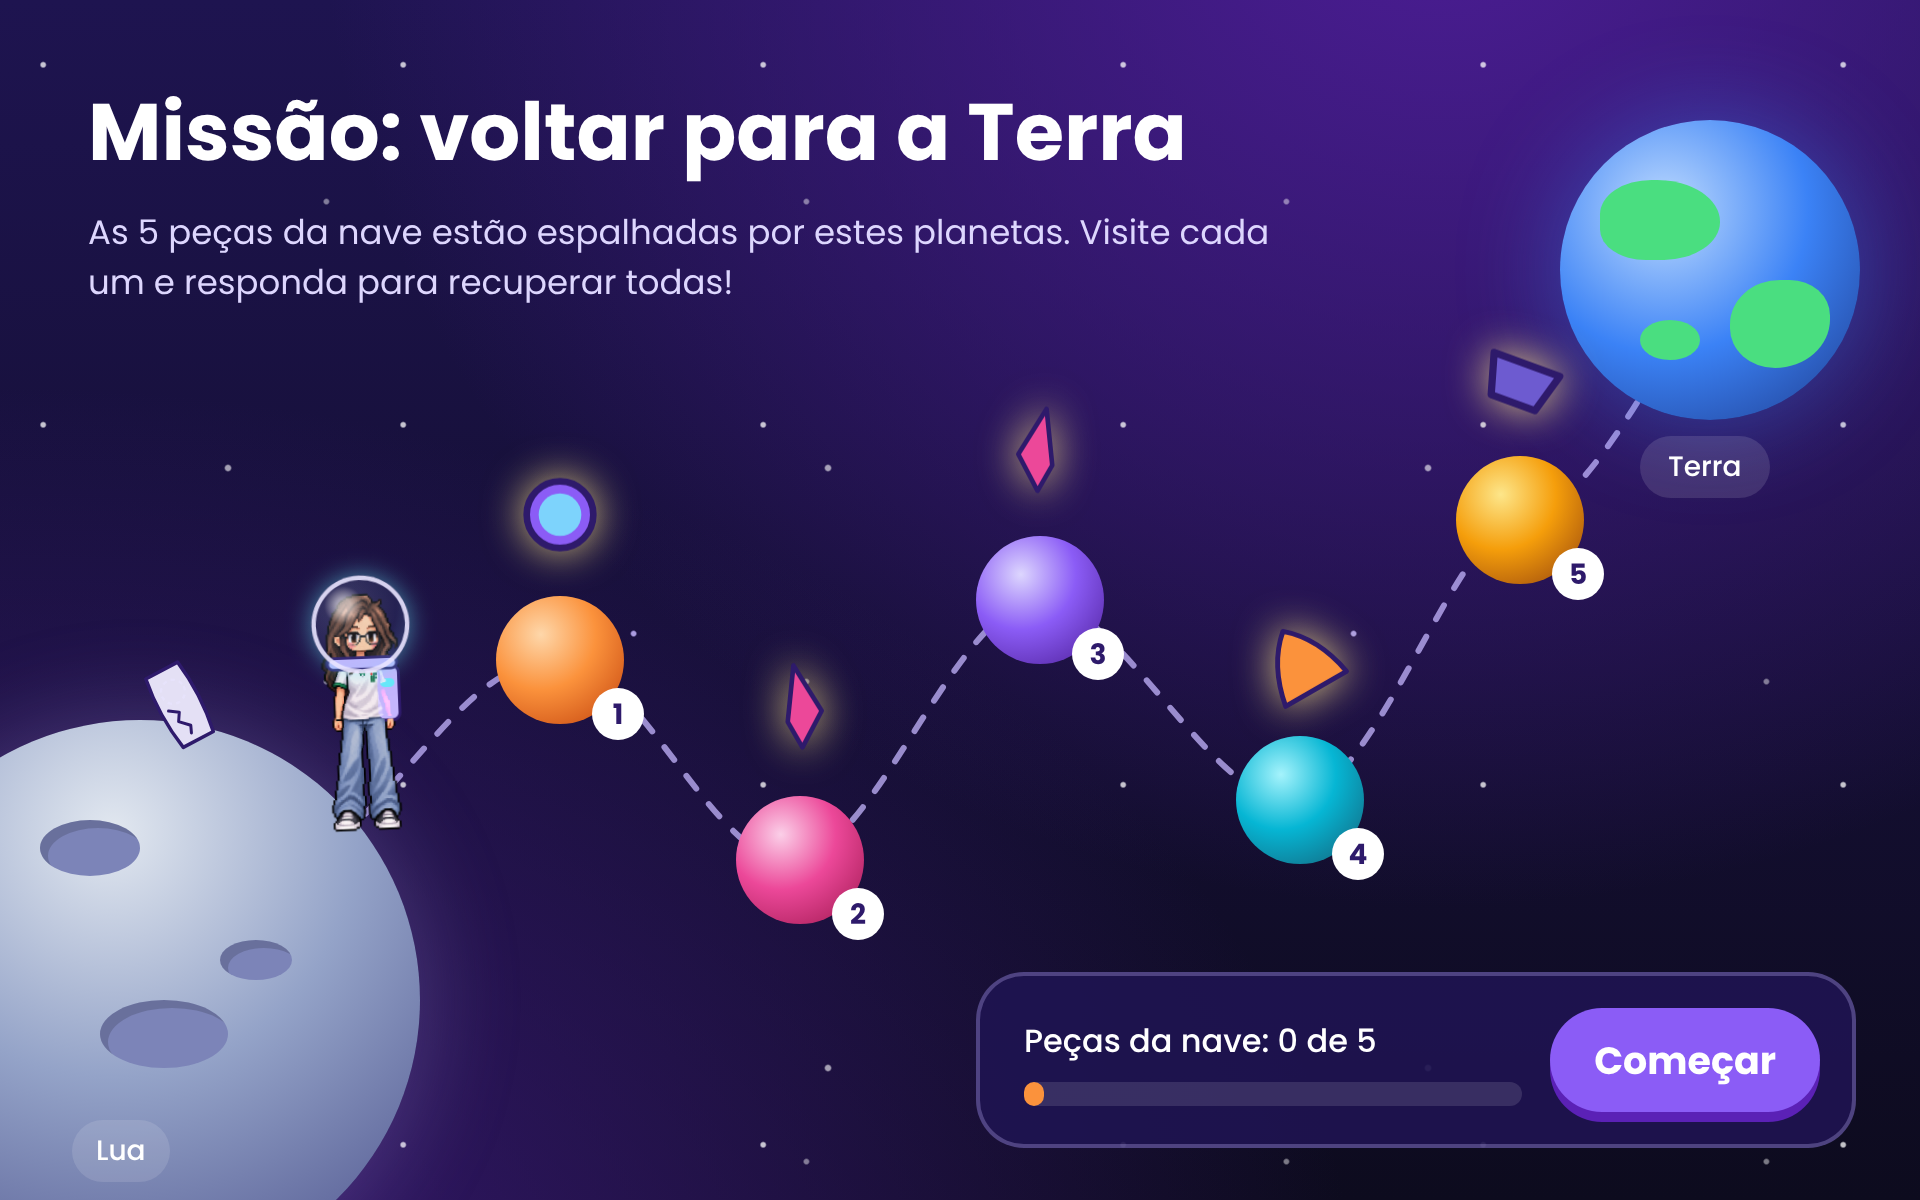 Missão: voltar para a Terra
As 5 peças da nave estão espalhadas por estes planetas. Visite cada
um e responda para recuperar todas!
Terra
5
1
3
4
2
Peças da nave: 0 de 5
Começar
Lua